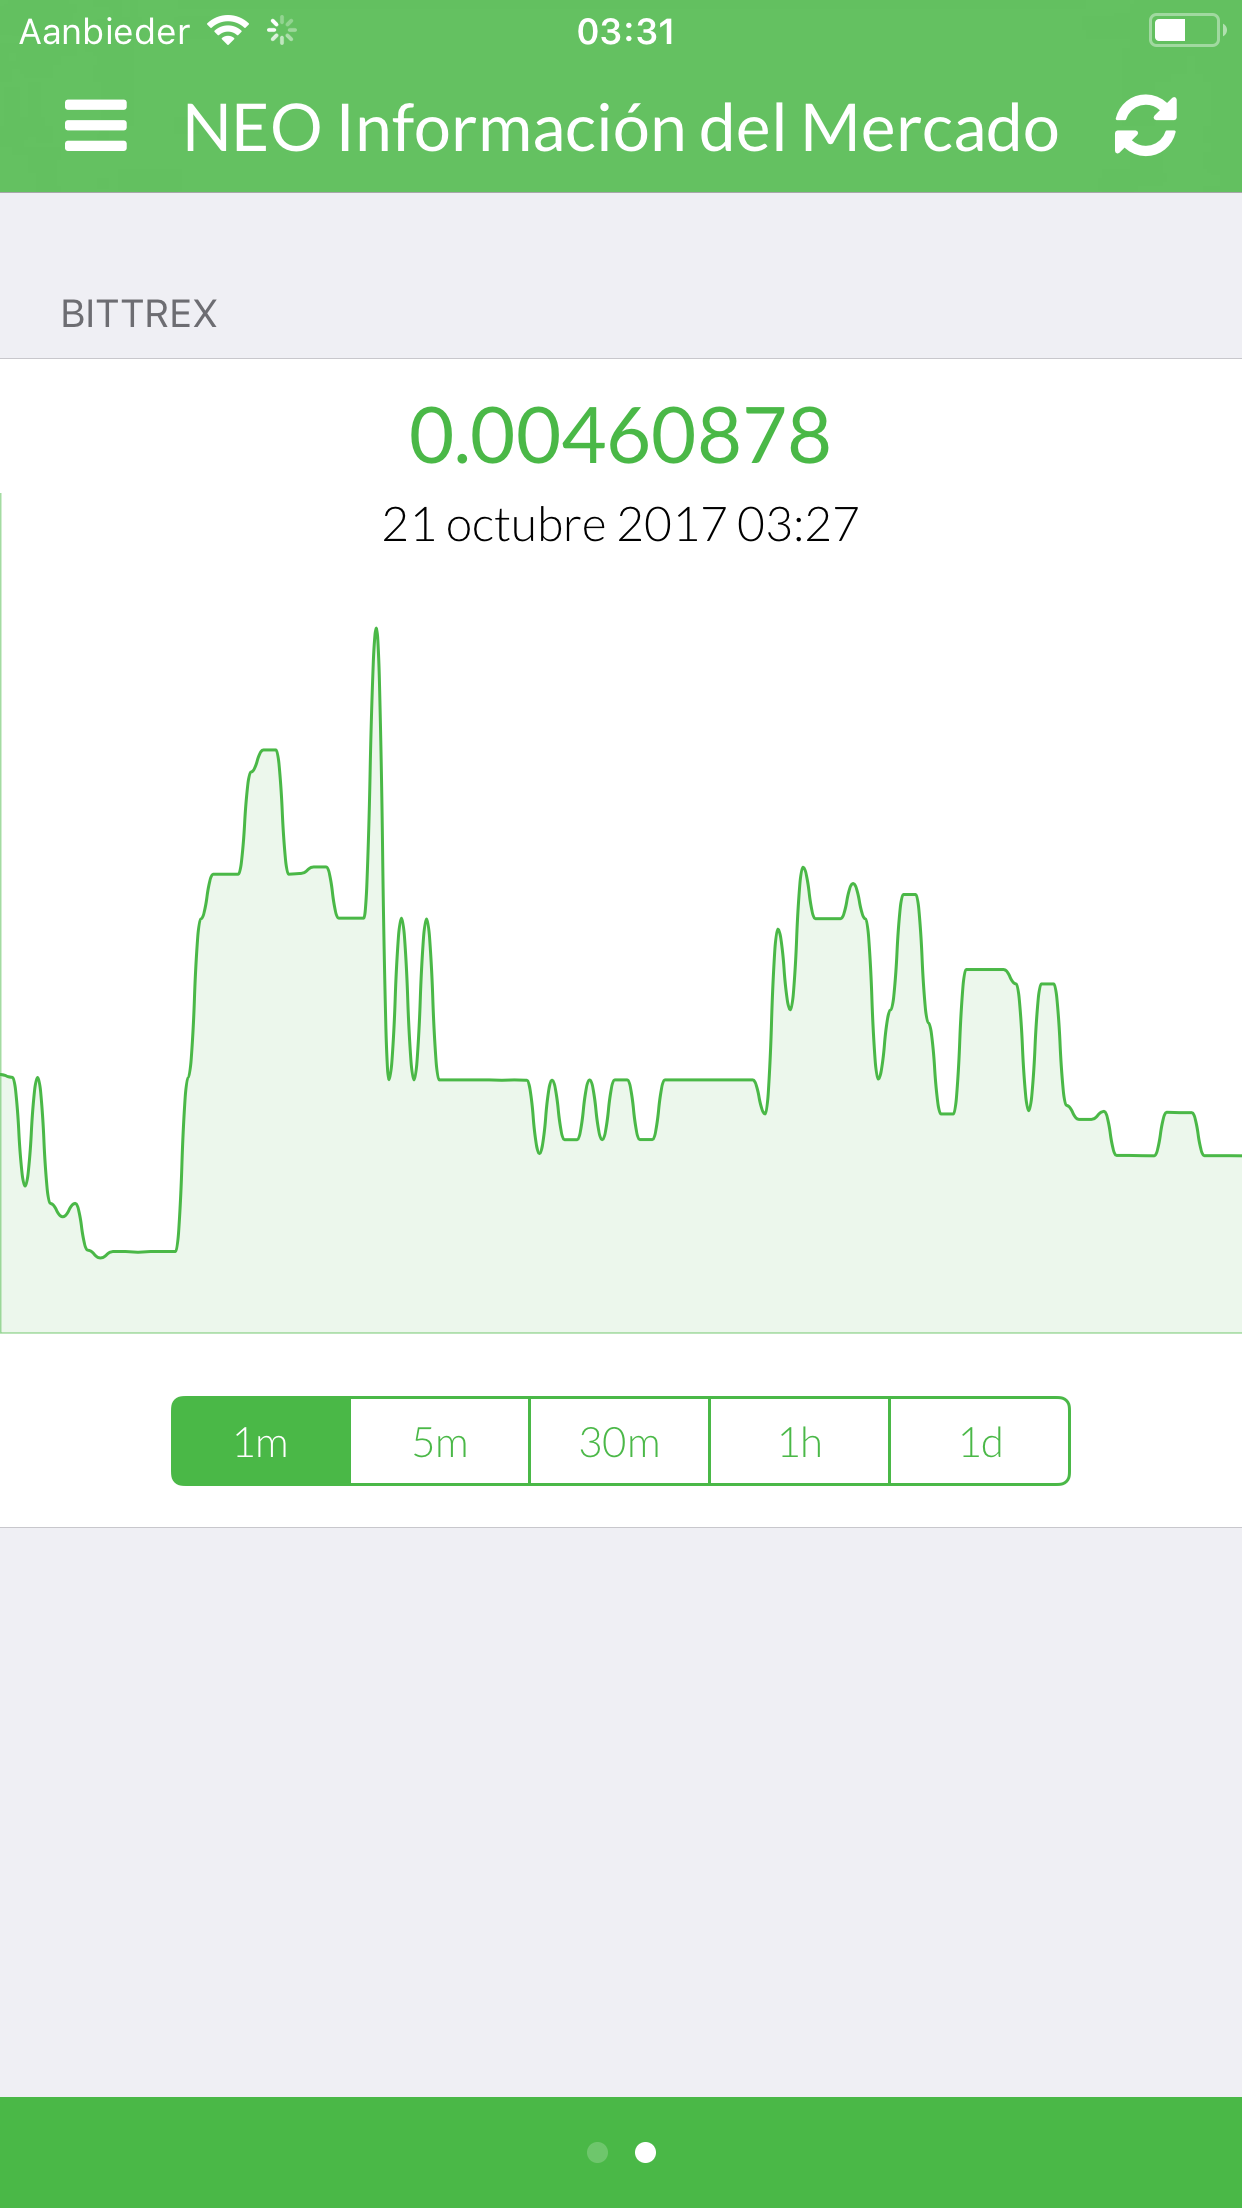 Aanbieder 03:31
NEO Información del Mercado
BITTREX
0.00460878
21 octubre 2017 03:27
1m 5m 30m 1h 1d